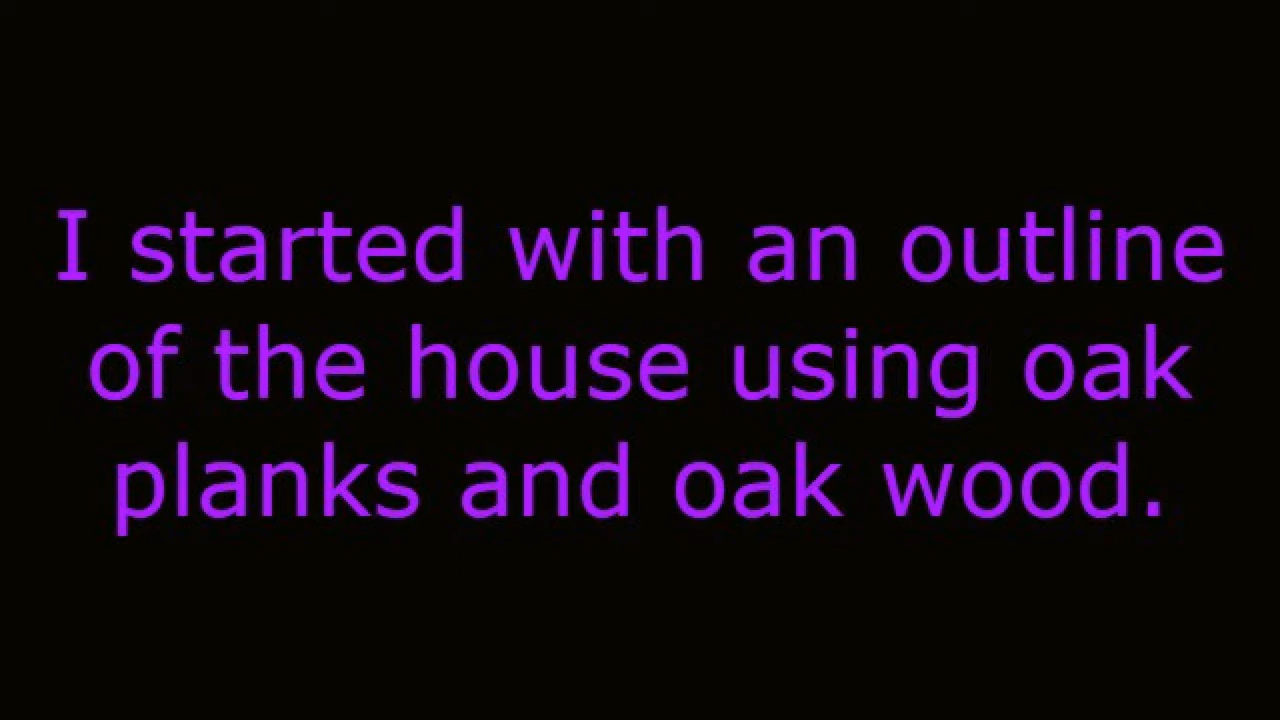 I started with an outline
of the house using oak
planks and oak wood.